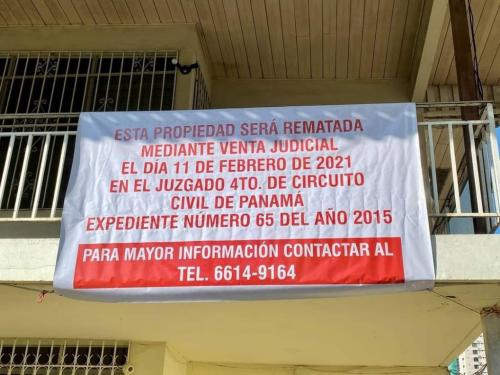 ESTA PROPIEDAD SERÁ REMATADA
MEDIANTE VENTA JUDICIAL
EL DÍA 11 DE FEBRERO DE 2021
EN EL JUZGADO 4TO. DE CIRCUITO
CIVIL DE PANAMÁ
EXPEDIENTE NÚMERO 65 DEL AÑO 2015
PARA MAYOR INFORMACIÓN CONTACTAR AL
TEL. 6614-9164